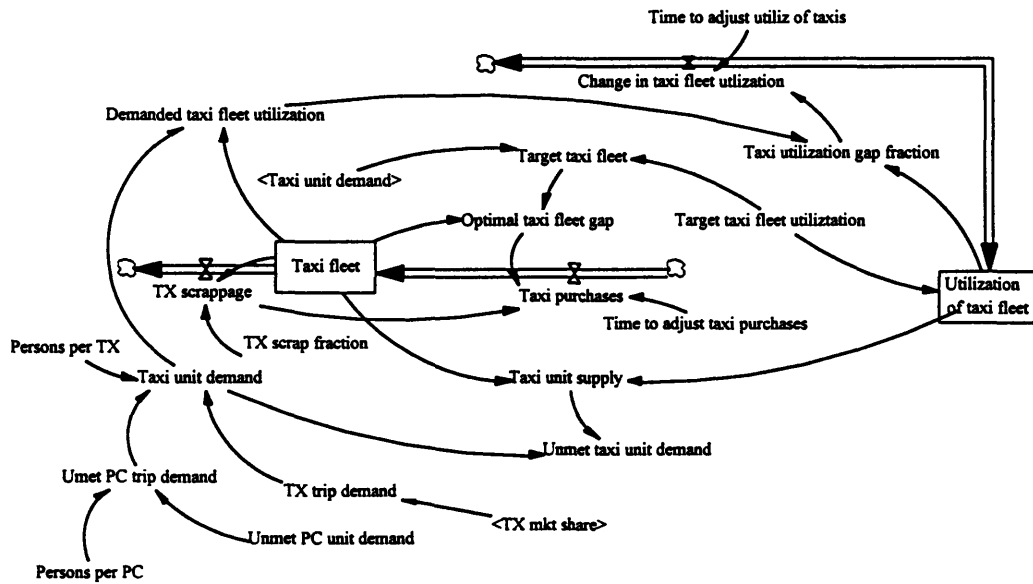 Time to adjust utiliz of taxis
Change in taxi fleet utlization
Demanded taxi fleet utilization
Taxi utilization gap fraction
Target taxi fleet
<Taxi unit demand>
Optimal taxi fleet gap
Target taxi fleet utiliztation
Taxi fleet
TX scrappage
Taxi purchases
Utilization
of taxi fleet
Time to adjust taxi purchases
Persons per TX
TX scrap fraction
Taxi unit demand
Taxi unit supply
Unmet taxi unit demand
Umet PC trip demand
TX trip demand
<TX mkt share>
Unmet PC unit demand
Persons per PC